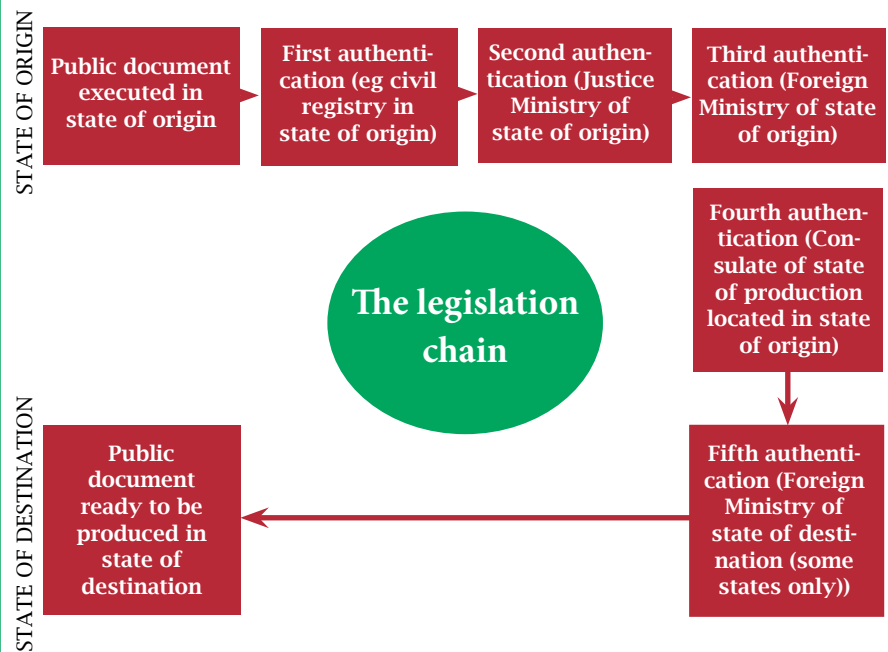 STATE OF ORIGIN
Public document
executed in
state of origin
First authenti-
cation (eg civil
registry in
state of origin)
Second authen-
tication (Justice
Ministry of
state of origin)
Third authenti-
cation (Foreign
Ministry of state
of origin)
Fourth authen-
tication (Con-
sulate of state
of production
located in state
of origin)
The legislation
chain
STATE OF DESTINATION
Public
document
ready to be
produced in
state of
destination
Fifth authenti-
cation (Foreign
Ministry of
state of desti-
nation (some
states only))